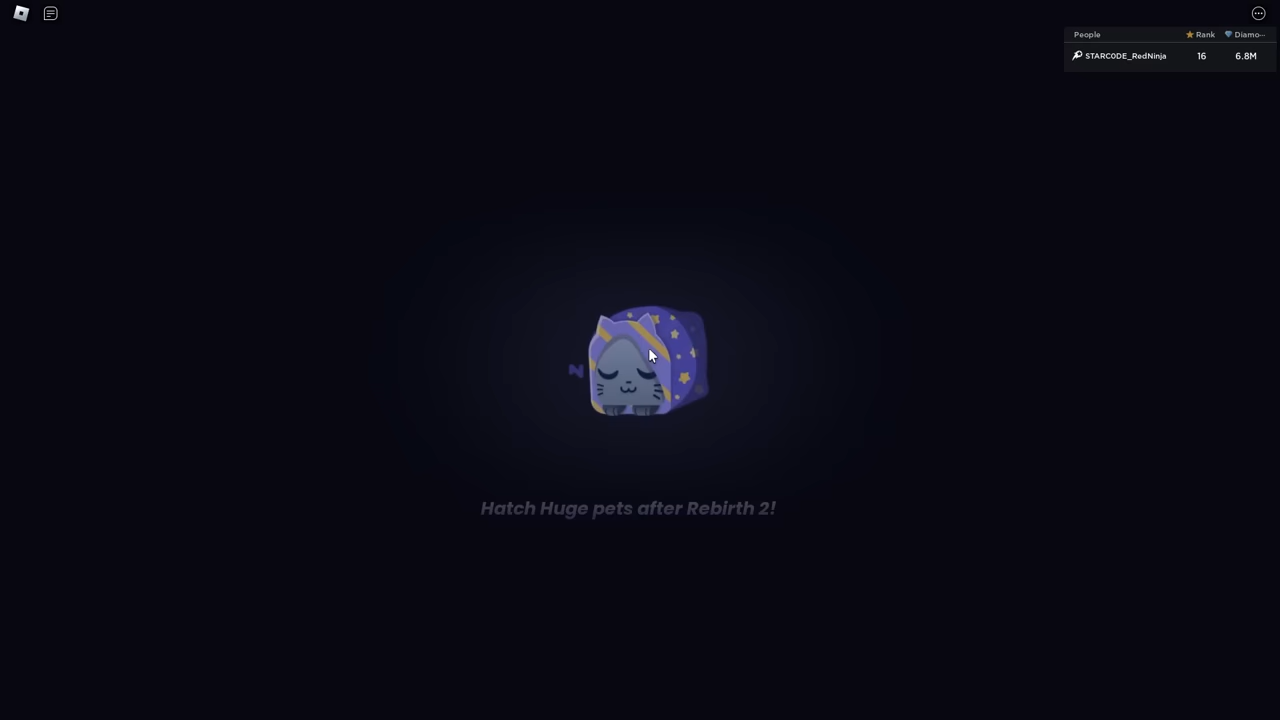 People ⭐ Rank 💎 Diamo···
STARCODE_RedNinja 16 6.8M
Z
Hatch Huge pets after Rebirth 2!